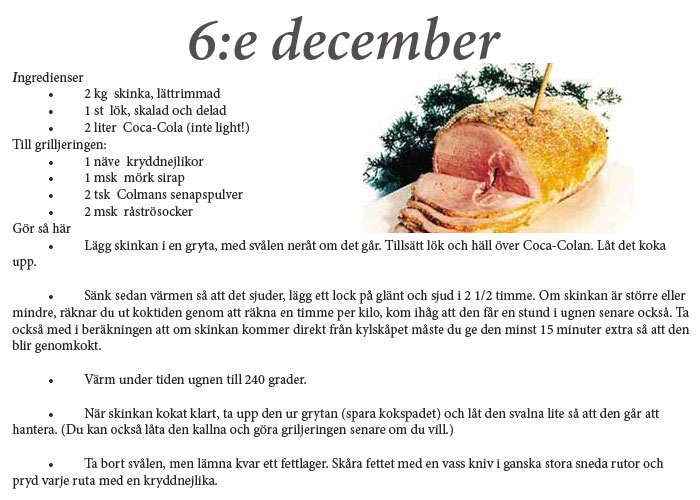 6:e december
Ingredienser
• 2 kg skinka, lättrimmad
• 1 st lök, skalad och delad
• 2 liter Coca-Cola (inte light!)
Till grilljeringen:
• 1 näve kryddnejlikor
• 1 msk mörk sirap
• 2 tsk Colmans senapspulver
• 2 msk råströsocker
Gör så här
• Lägg skinkan i en gryta, med svålen neråt om det går. Tillsätt lök och häll över Coca-Colan. Låt det koka
upp.
• Sänk sedan värmen så att det sjuder, lägg ett lock på glänt och sjud i 2 1/2 timme. Om skinkan är större eller
mindre, räknar du ut koktiden genom att räkna en timme per kilo, kom ihåg att den får en stund i ugnen senare också. Ta
också med i beräkningen att om skinkan kommer direkt från kylskåpet måste du ge den minst 15 minuter extra så att den
blir genomkokt.
• Värm under tiden ugnen till 240 grader.
• När skinkan kokat klart, ta upp den ur grytan (spara kokspadet) och låt den svalna lite så att den går att
hantera. (Du kan också låta den kallna och göra griljeringen senare om du vill.)
• Ta bort svålen, men lämna kvar ett fettlager. Skåra fettet med en vass kniv i ganska stora sneda rutor och
pryd varje ruta med en kryddnejlika.